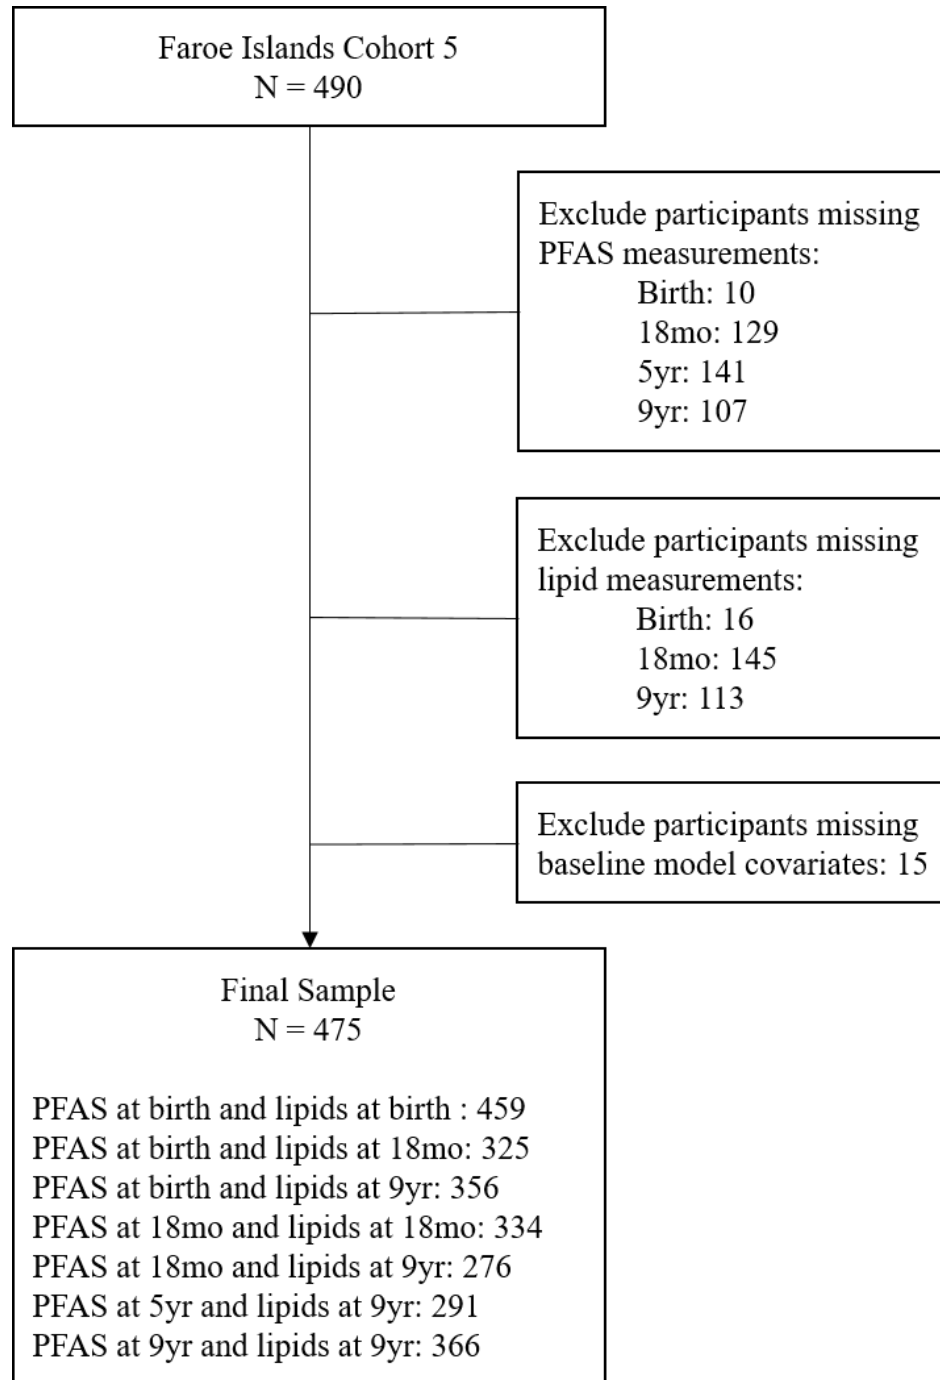 Faroe Islands Cohort 5
N = 490
Exclude participants missing
PFAS measurements:
Birth: 10
18mo: 129
5yr: 141
9yr: 107
Exclude participants missing
lipid measurements:
Birth: 16
18mo: 145
9yr: 113
Exclude participants missing
baseline model covariates: 15
Final Sample
N = 475
PFAS at birth and lipids at birth : 459
PFAS at birth and lipids at 18mo: 325
PFAS at birth and lipids at 9yr: 356
PFAS at 18mo and lipids at 18mo: 334
PFAS at 18mo and lipids at 9yr: 276
PFAS at 5yr and lipids at 9yr: 291
PFAS at 9yr and lipids at 9yr: 366